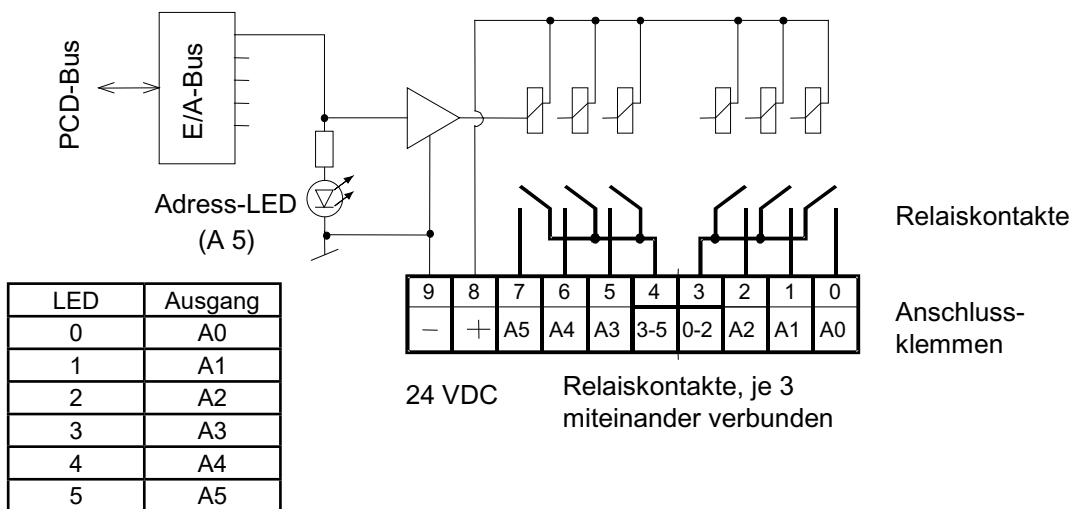 PCD-Bus
E/A-Bus
Adress-LED
(A 5)
Relaiskontakte
9 8 7 6 5 4 3 2 1 0
– + A5 A4 A3 3-5 0-2 A2 A1 A0
Anschluss-
klemmen
24 VDC
Relaiskontakte, je 3
miteinander verbunden
LED Ausgang
0 A0
1 A1
2 A2
3 A3
4 A4
5 A5